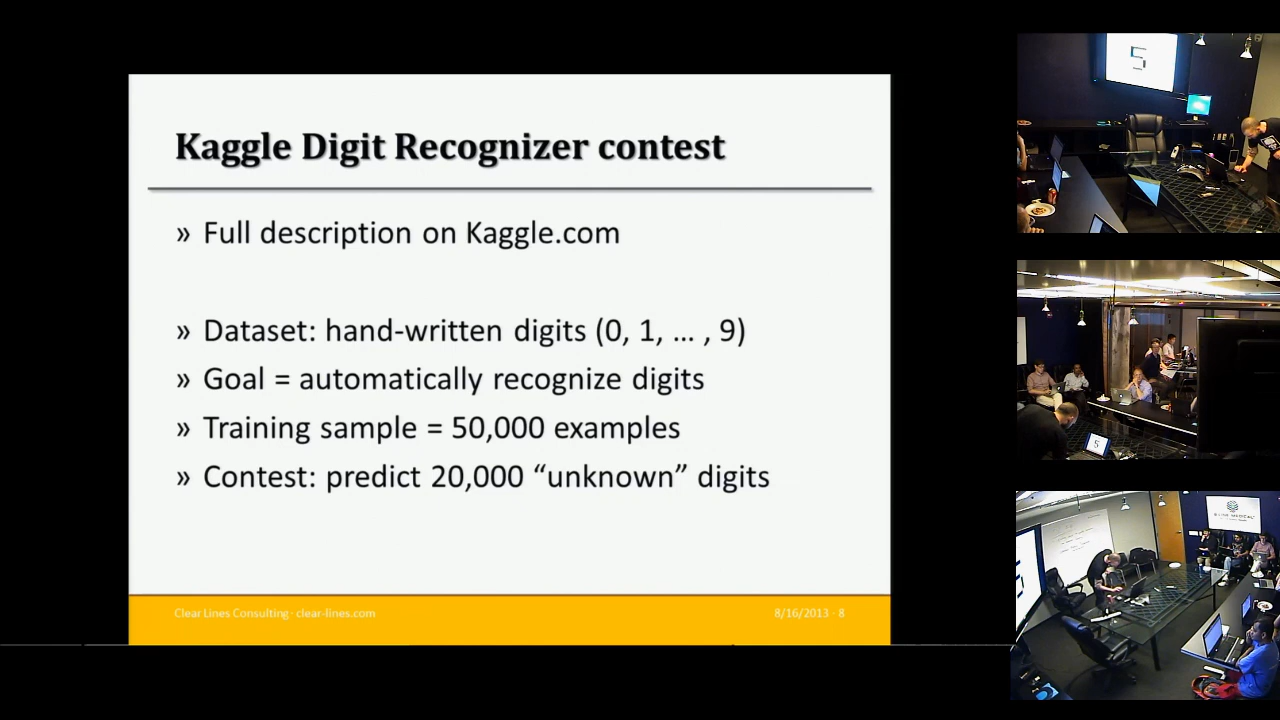 Kaggle Digit Recognizer contest
» Full description on Kaggle.com
» Dataset: hand-written digits (0, 1, … , 9)
» Goal = automatically recognize digits
» Training sample = 50,000 examples
» Contest: predict 20,000 “unknown” digits
Clear Lines Consulting · clear-lines.com
8/16/2013 · 8
5
5